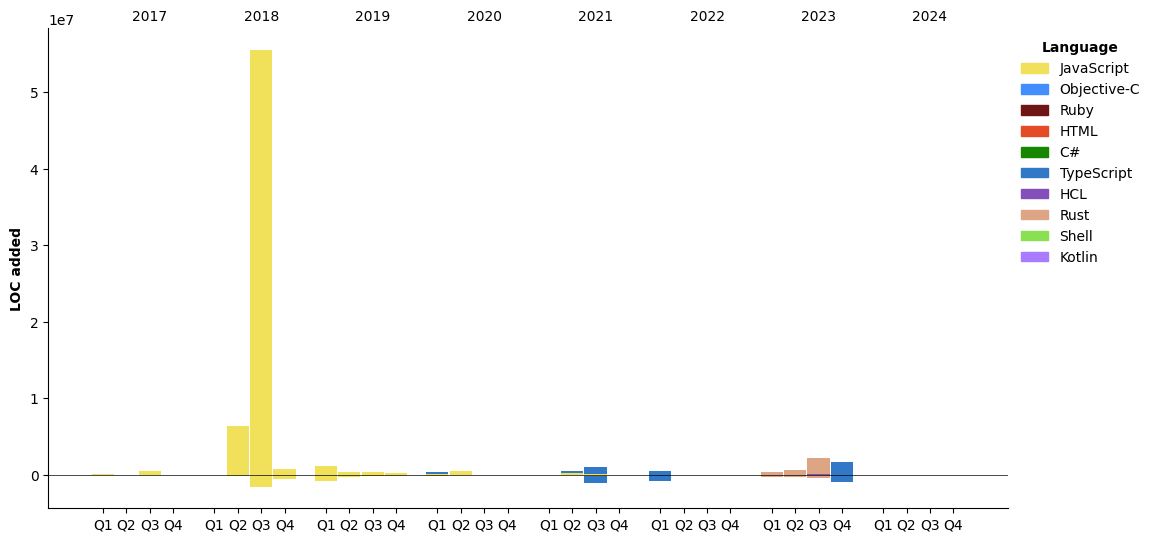 2017 2018 2019 2020 2021 2022 2023 2024
1e7
LOC added
5
4
3
2
1
0
Q1 Q2 Q3 Q4 Q1 Q2 Q3 Q4 Q1 Q2 Q3 Q4 Q1 Q2 Q3 Q4 Q1 Q2 Q3 Q4 Q1 Q2 Q3 Q4 Q1 Q2 Q3 Q4 Q1 Q2 Q3 Q4
Language
JavaScript
Objective-C
Ruby
HTML
C#
TypeScript
HCL
Rust
Shell
Kotlin